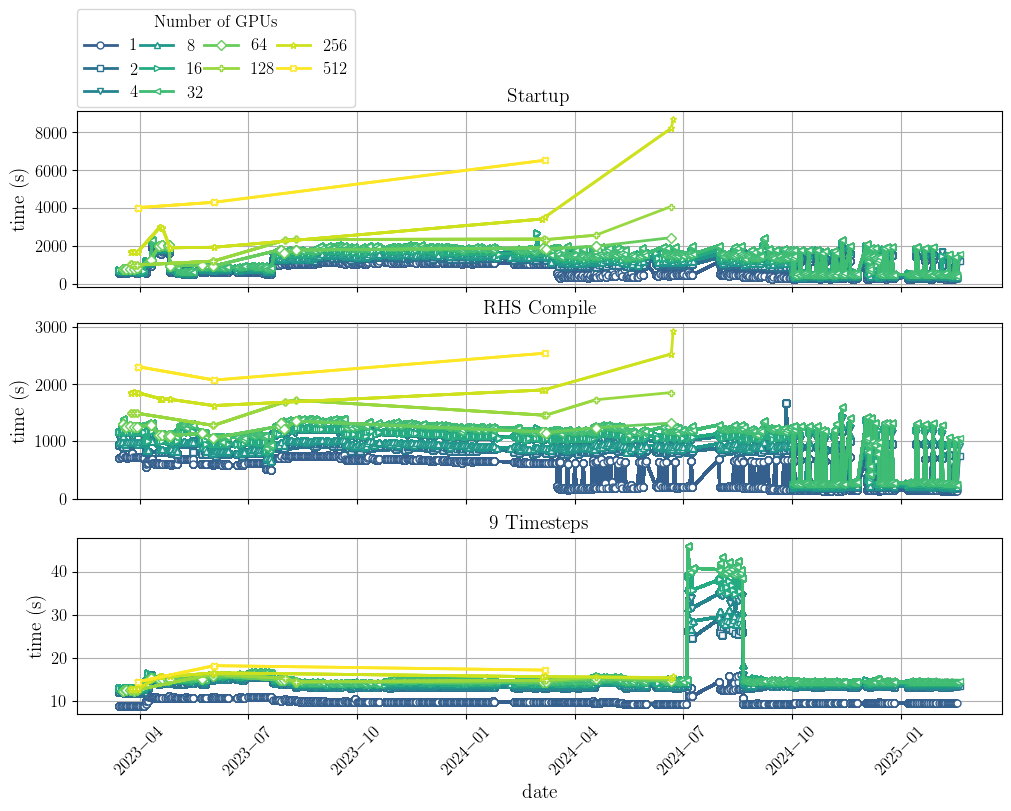 Number of GPUs
1 8 64 256
2 16 128 512
4 32
Startup
8000
6000
4000
2000
0
time (s)
RHS Compile
3000
2000
1000
0
time (s)
9 Timesteps
40
30
20
10
time (s)
2023−04 2023−07 2023−10 2024−01 2024−04 2024−07 2024−10 2025−01
date